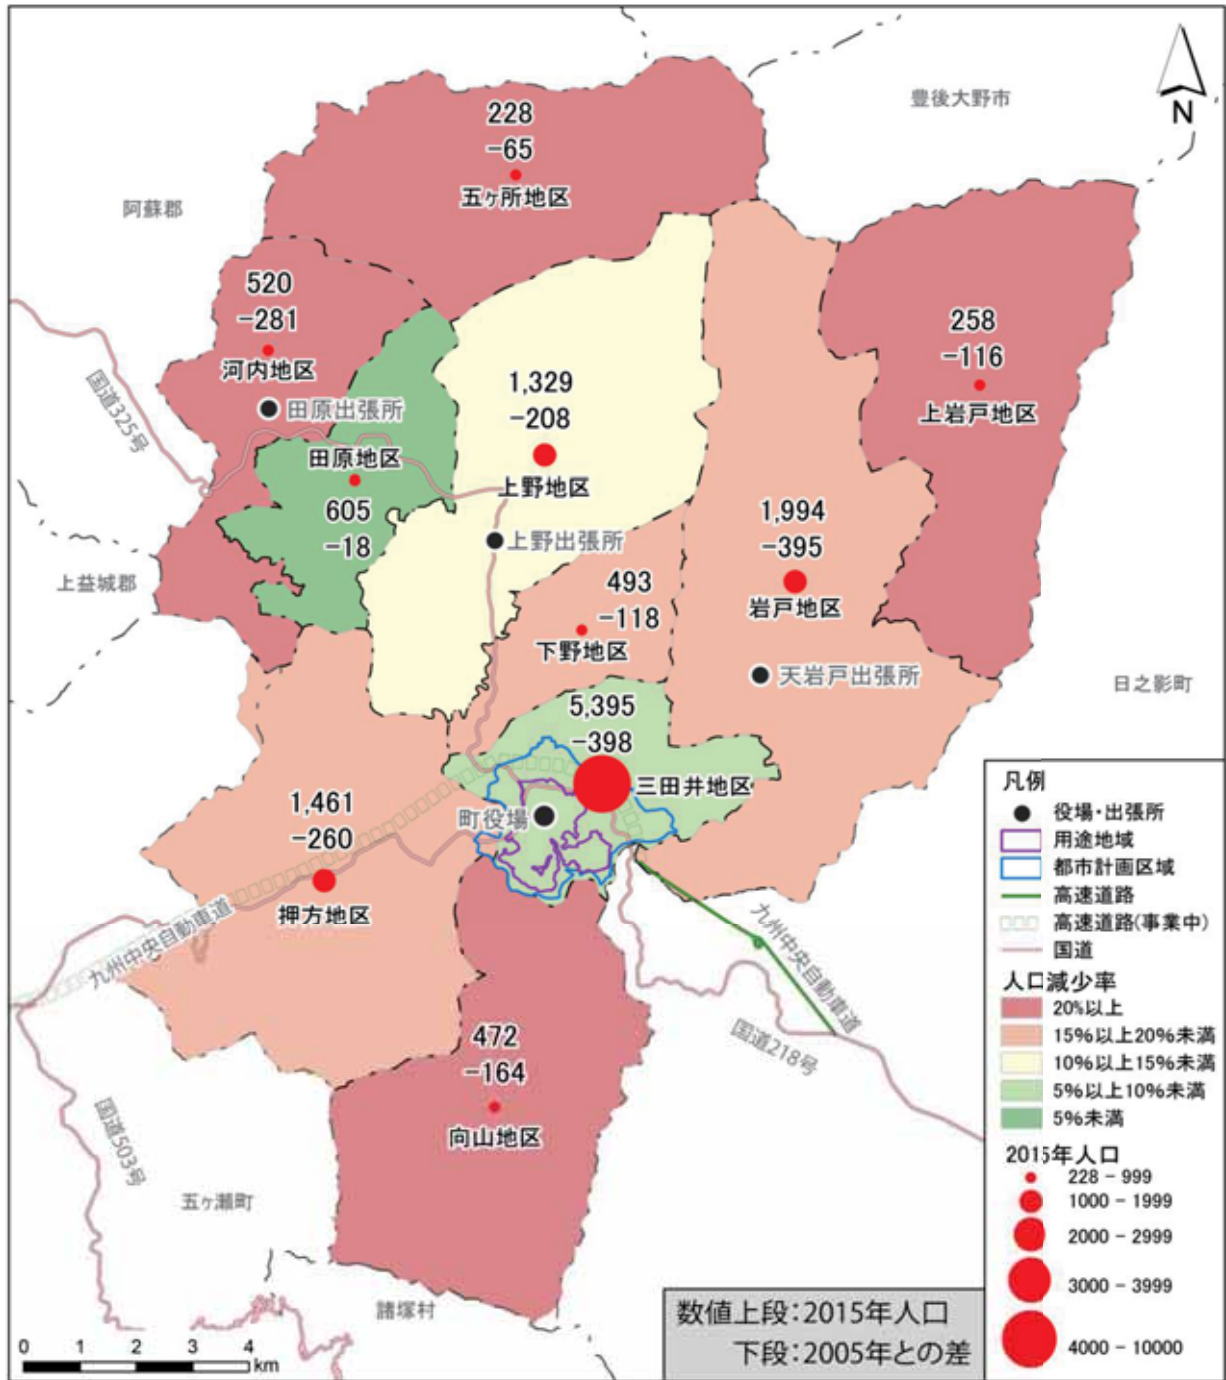 N
豊後大野市
阿蘇郡
228
-65
五ヶ所地区
520
-281
河内地区
国道325号
田原出張所
田原地区
605
-18
1,329
-208
上野地区
上野出張所
258
-116
上岩戸地区
1,994
-395
岩戸地区
天岩戸出張所
上益城郡
493
-118
下野地区
日之影町
5,395
-398
三田井地区
町役場
1,461
-260
押方地区
九州中央自動車道
九州中央自動車道
国道218号
472
-164
向山地区
国道503号
五ヶ瀬町
諸塚村
0 1 2 3 4
km
数値上段:2015年人口
下段:2005年との差
凡例
役場・出張所
用途地域
都市計画区域
高速道路
高速道路(事業中)
国道
人口減少率
20%以上
15%以上20%未満
10%以上15%未満
5%以上10%未満
5%未満
2015年人口
228 - 999
1000 - 1999
2000 - 2999
3000 - 3999
4000 - 10000